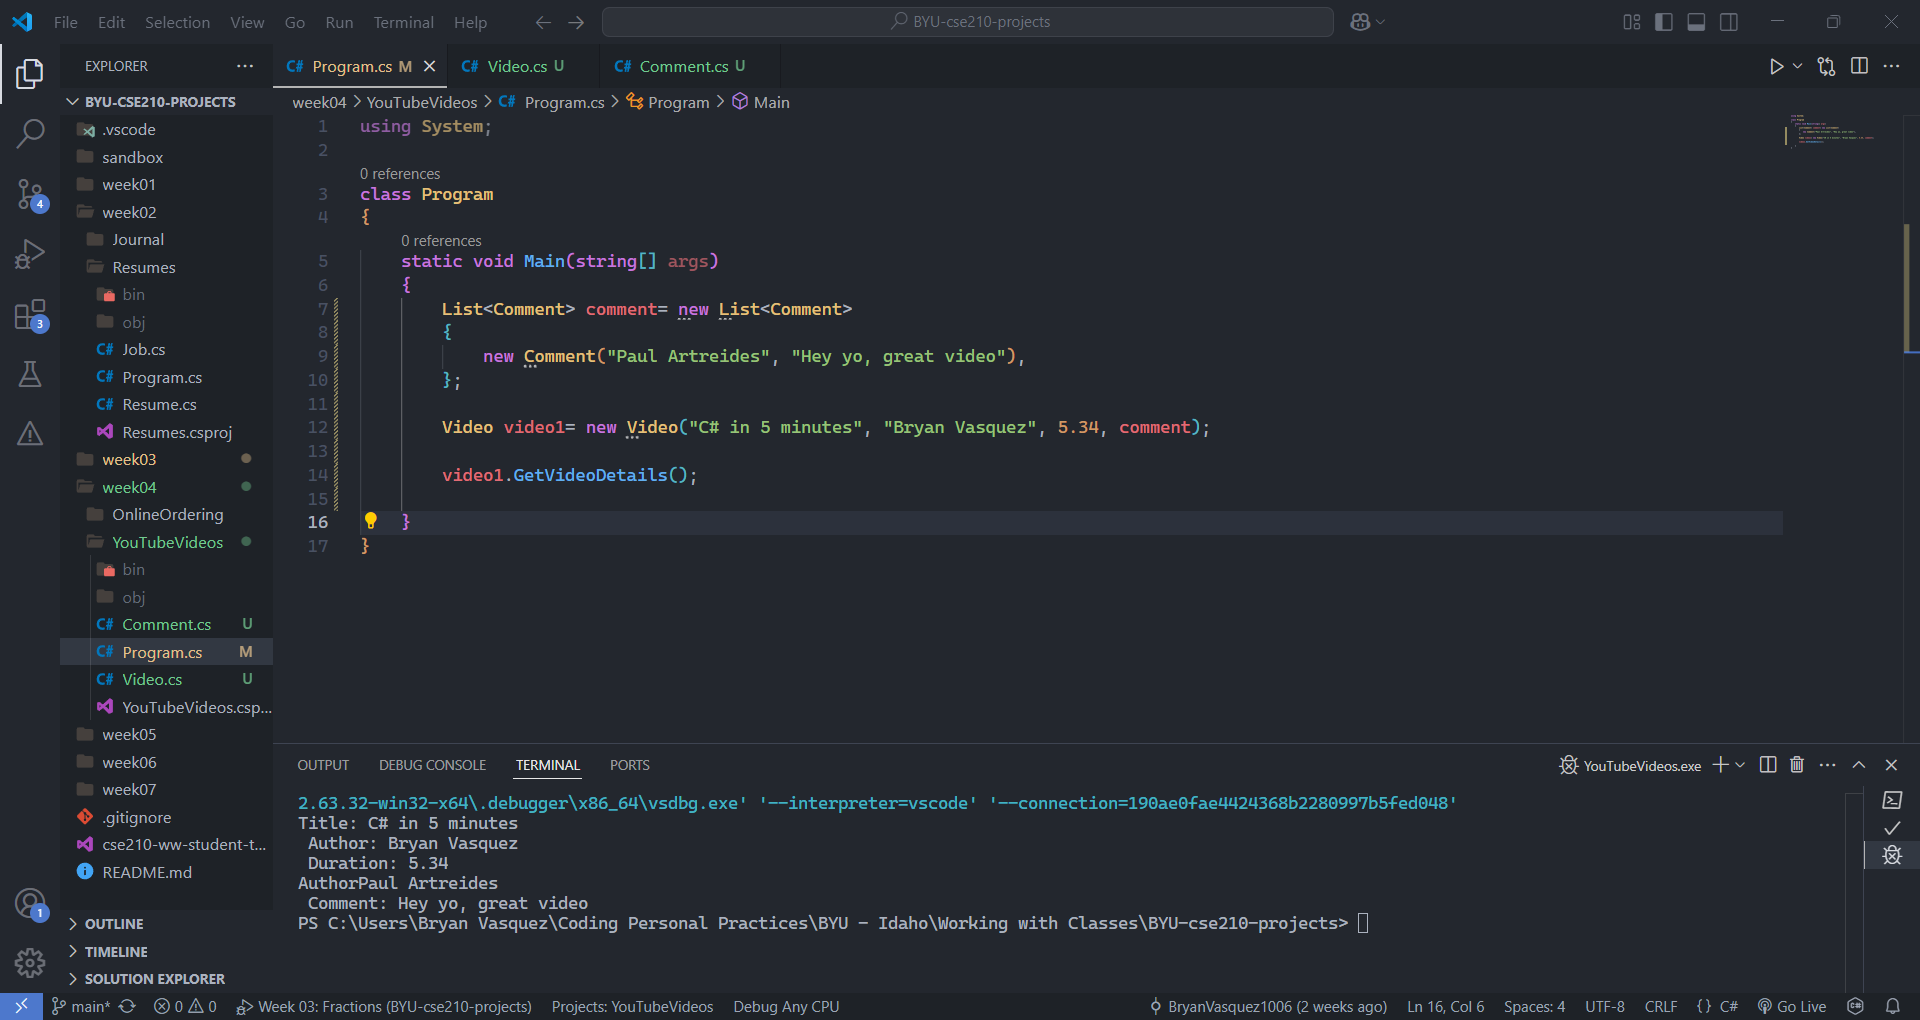 File Edit Selection View Go Run Terminal Help
BYU-cse210-projects
EXPLORER
BYU-CSE210-PROJECTS
.vscode
sandbox
week01
week02
Journal
Resumes
bin
obj
C# Job.cs
C# Program.cs
C# Resume.cs
Resumes.csproj
week03
week04
OnlineOrdering
YouTubeVideos
bin
obj
C# Comment.cs U
C# Program.cs M
C# Video.cs U
YouTubeVideos.csp...
week05
week06
week07
.gitignore
cse210-ww-student-t...
README.md
OUTLINE
TIMELINE
SOLUTION EXPLORER
4
3
1
C# Program.cs M
C# Video.cs U
C# Comment.cs U
week04 > YouTubeVideos > C# Program.cs > Program > Main
1 using System;
2
0 references
3 class Program
4 {
0 references
5 static void Main(string[] args)
6 {
7 List<Comment> comment= new List<Comment>
8 {
9 new Comment("Paul Artreides", "Hey yo, great video"),
10 };
11
12 Video video1= new Video("C# in 5 minutes", "Bryan Vasquez", 5.34, comment);
13
14 video1.GetVideoDetails();
15
16 }
17 }
OUTPUT DEBUG CONSOLE TERMINAL PORTS
YouTubeVideos.exe
2.63.32-win32-x64\.debugger\x86_64\vsdbg.exe' '--interpreter=vscode' '--connection=190ae0fae4424368b2280997b5fed048'
Title: C# in 5 minutes
Author: Bryan Vasquez
Duration: 5.34
AuthorPaul Artreides
Comment: Hey yo, great video
PS C:\Users\Bryan Vasquez\Coding Personal Practices\BYU - Idaho\Working with Classes\BYU-cse210-projects>
main* 0 0 Week 03: Fractions (BYU-cse210-projects) Projects: YouTubeVideos Debug Any CPU
BryanVasquez1006 (2 weeks ago) Ln 16, Col 6 Spaces: 4 UTF-8 CRLF {} C# Go Live